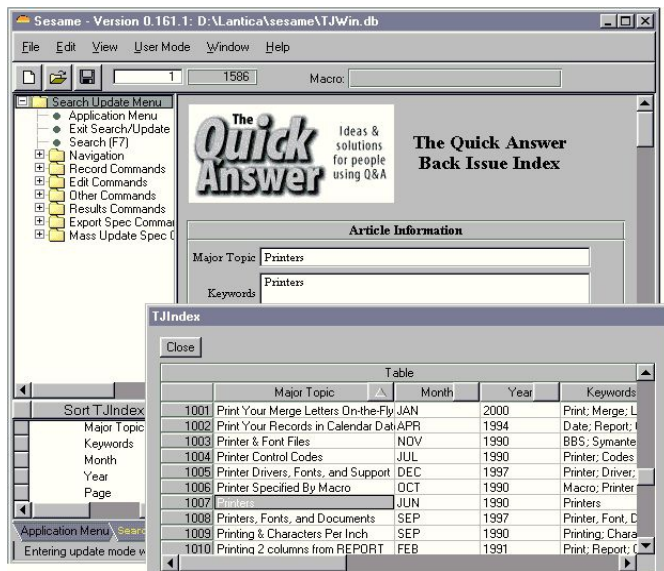 Sesame - Version 0.161.1: D:\Lantica\sesame\TJWin.db
File Edit View User Mode Window Help
1 1586 Macro:
Search Update Menu
Application Menu
Exit Search/Update
Search (F7)
Navigation
Record Commands
Edit Commands
Other Commands
Results Commands
Export Spec Comman
Mass Update Spec C
The Quick Answer
Ideas &
solutions
for people
using Q&A
The Quick Answer
Back Issue Index
Article Information
Major Topic Printers
Keywords Printers
Sort TJIndex
Major Topic
Keywords
Month
Year
Page
Application Menu Searc
Entering update mode w
TJIndex
Close
Table
Major Topic Month Year Keywords
1001 Print Your Merge Letters On-the-Fly JAN 2000 Print; Merge; L
1002 Print Your Records in Calendar Dat APR 1994 Date; Report;
1003 Printer & Font Files NOV 1990 BBS; Symante
1004 Printer Control Codes JUL 1990 Printer; Codes
1005 Printer Drivers, Fonts, and Support DEC 1997 Printer; Driver;
1006 Printer Specified By Macro OCT 1990 Macro; Printer
1007 Printers JUN 1990 Printers
1008 Printers, Fonts, and Documents SEP 1997 Printer, Font, D
1009 Printing & Characters Per Inch SEP 1990 Printing; Chara
1010 Printing 2 columns from REPORT FEB 1991 Print; Report;